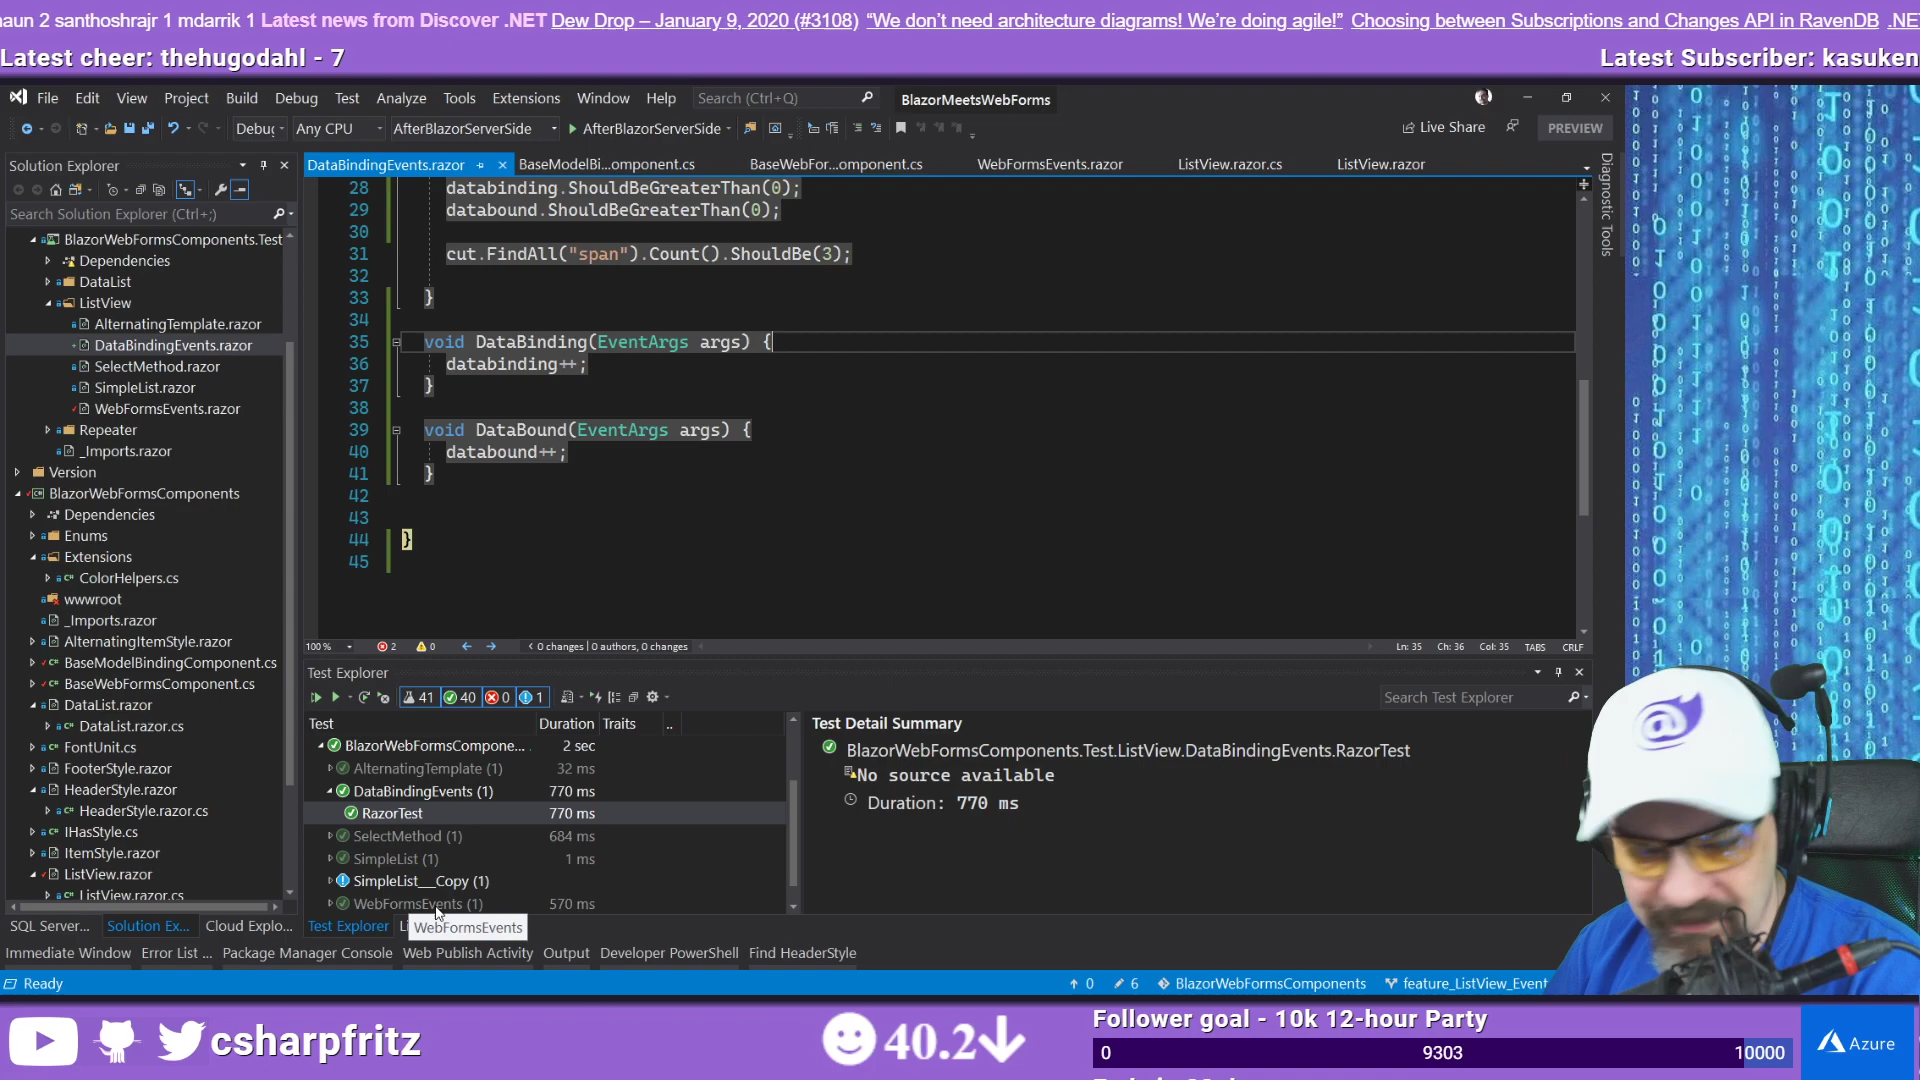 naun 2 santhoshrajr 1 mdarrik 1 Latest news from Discover .NET Dew Drop – January 9, 2020 (#3108) “We don’t need architecture diagrams! We’re doing agile!” Choosing between Subscriptions and Changes API in RavenDB .NE
Latest cheer: thehugodahl - 7
Latest Subscriber: kasuken
File Edit View Project Build Debug Test Analyze Tools Extensions Window Help Search (Ctrl+Q) BlazorMeetsWebForms
Debug Any CPU AfterBlazorServerSide AfterBlazorServerSide Live Share PREVIEW
Solution Explorer
DataBindingEvents.razor BaseModelBi...omponent.cs BaseWebFor...omponent.cs WebFormsEvents.razor ListView.razor.cs ListView.razor
Diagnostic Tools
Search Solution Explorer (Ctrl+;)
BlazorWebFormsComponents.Test
Dependencies
DataList
ListView
AlternatingTemplate.razor
DataBindingEvents.razor
SelectMethod.razor
SimpleList.razor
WebFormsEvents.razor
Repeater
_Imports.razor
Version
BlazorWebFormsComponents
Dependencies
Enums
Extensions
ColorHelpers.cs
wwwroot
_Imports.razor
AlternatingItemStyle.razor
BaseModelBindingComponent.cs
BaseWebFormsComponent.cs
DataList.razor
DataList.razor.cs
FontUnit.cs
FooterStyle.razor
HeaderStyle.razor
HeaderStyle.razor.cs
IHasStyle.cs
ItemStyle.razor
ListView.razor
ListView.razor.cs
SQL Server... Solution Ex... Cloud Explo...
28 databinding.ShouldBeGreaterThan(0);
29 databound.ShouldBeGreaterThan(0);
30
31 cut.FindAll("span").Count().ShouldBe(3);
32
33 }
34
35 void DataBinding(EventArgs args) {
36 databinding++;
37 }
38
39 void DataBound(EventArgs args) {
40 databound++;
41 }
42
43
44 }
45
100 % 2 0 0 changes | 0 authors, 0 changes Ln: 35 Ch: 36 Col: 35 TABS CRLF
Test Explorer
41 40 0 1 Search Test Explorer
Test Duration Traits ..
BlazorWebFormsCompone... 2 sec
AlternatingTemplate (1) 32 ms
DataBindingEvents (1) 770 ms
RazorTest 770 ms
SelectMethod (1) 684 ms
SimpleList (1) 1 ms
SimpleList__Copy (1)
WebFormsEvents (1) 570 ms
Test Detail Summary
BlazorWebFormsComponents.Test.ListView.DataBindingEvents.RazorTest
No source available
Duration: 770 ms
Test Explorer Li
WebFormsEvents
Immediate Window Error List ... Package Manager Console Web Publish Activity Output Developer PowerShell Find HeaderStyle
Ready 0 6 BlazorWebFormsComponents feature_ListView_Event
csharpfritz
40.2
Follower goal - 10k 12-hour Party
0 9303 10000
Azure